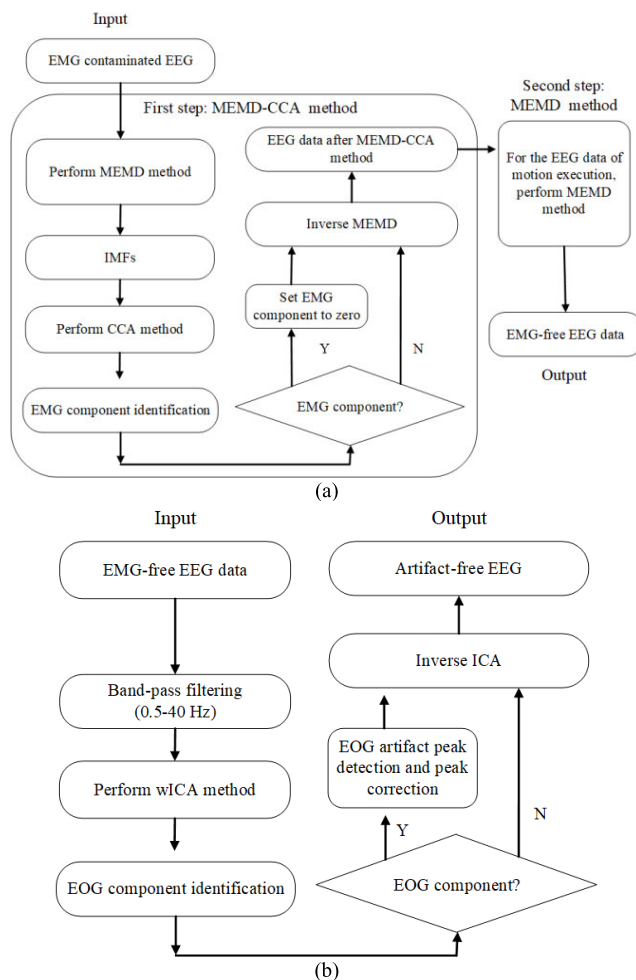 Input
EMG contaminated EEG
First step: MEMD-CCA method
Perform MEMD method
IMFs
Perform CCA method
EMG component identification
EMG component?
Y
N
Set EMG
component to zero
Inverse MEMD
EEG data after MEMD-CCA
method
Second step:
MEMD method
For the EEG data of
motion execution,
perform MEMD
method
EMG-free EEG data
Output
(a)
Input
EMG-free EEG data
Band-pass filtering
(0.5-40 Hz)
Perform wICA method
EOG component identification
EOG component?
Y
N
EOG artifact peak
detection and peak
correction
Inverse ICA
Artifact-free EEG
Output
(b)